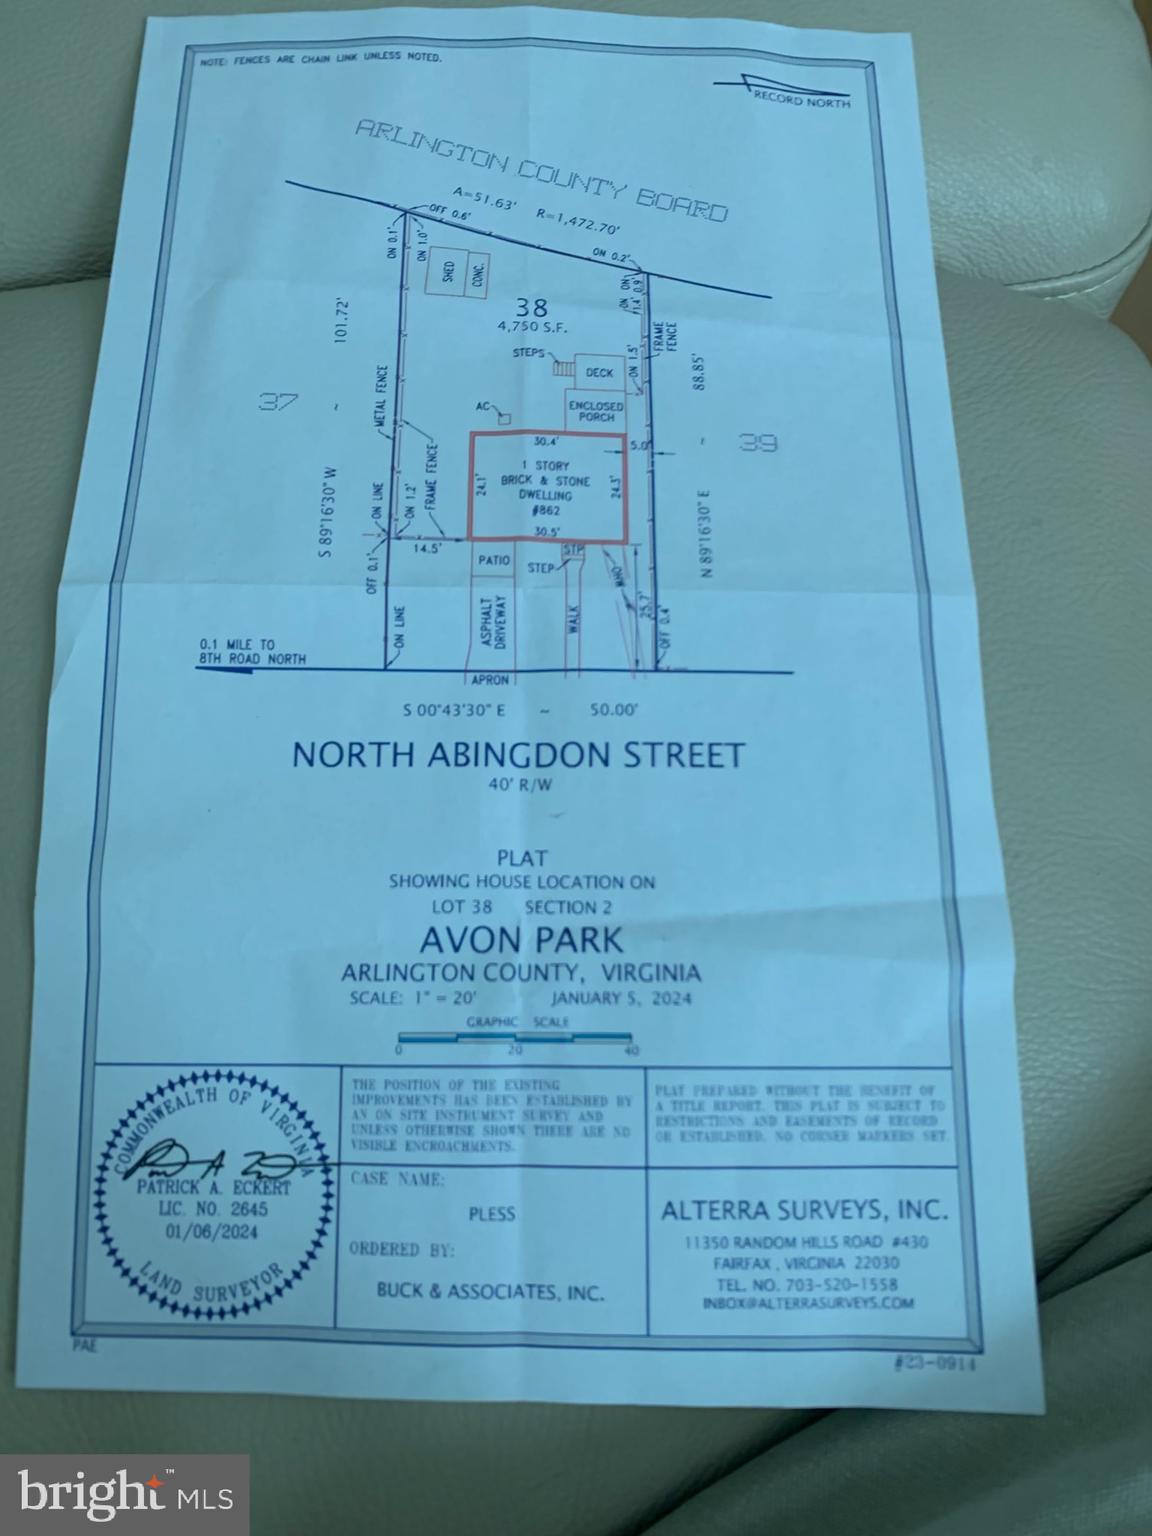 NOTE: FENCES ARE CHAIN LINK UNLESS NOTED.
RECORD NORTH
ARLINGTON COUNTY BOARD
A=51.63' R=1,472.70'
OFF 0.6'
ON 0.1'
ON 1.0'
ON 0.2'
ON 0.9'
ON 1.4'
SHED
CONC.
38
4,750 S.F.
101.72'
~
S 89°16'30" W
37
METAL FENCE
FRAME FENCE
STEPS
DECK
ON 1.5'
FRAME FENCE
88.85'
~
N 89°16'30" E
39
AC
ENCLOSED
PORCH
30.4'
5.0'
24.1'
1 STORY
BRICK & STONE
DWELLING
#862
24.3'
30.5'
ON LINE
ON 1.2'
14.5'
OFF 0.1'
PATIO
STP
STEP
OHW
25.7'
OFF 0.4'
ON LINE
ASPHALT
DRIVEWAY
WALK
0.1 MILE TO
8TH ROAD NORTH
APRON
S 00°43'30" E ~ 50.00'
NORTH ABINGDON STREET
40' R/W
PLAT
SHOWING HOUSE LOCATION ON
LOT 38 SECTION 2
AVON PARK
ARLINGTON COUNTY, VIRGINIA
SCALE: 1" = 20' JANUARY 5, 2024
GRAPHIC SCALE
0 20 40
COMMONWEALTH OF VIRGINIA
PATRICK A. ECKERT
LIC. NO. 2645
01/06/2024
LAND SURVEYOR
THE POSITION OF THE EXISTING
IMPROVEMENTS HAS BEEN ESTABLISHED BY
AN ON SITE INSTRUMENT SURVEY AND
UNLESS OTHERWISE SHOWN THERE ARE NO
VISIBLE ENCROACHMENTS.
PLAT PREPARED WITHOUT THE BENEFIT OF
A TITLE REPORT. THIS PLAT IS SUBJECT TO
RESTRICTIONS AND EASEMENTS OF RECORD
OR ESTABLISHED. NO CORNER MARKERS SET.
CASE NAME:
PLESS
ORDERED BY:
BUCK & ASSOCIATES, INC.
ALTERRA SURVEYS, INC.
11350 RANDOM HILLS ROAD #430
FAIRFAX , VIRGINIA 22030
TEL. NO. 703-520-1558
INBOX@ALTERRASURVEYS.COM
PAE
#23-0914
bright™ MLS